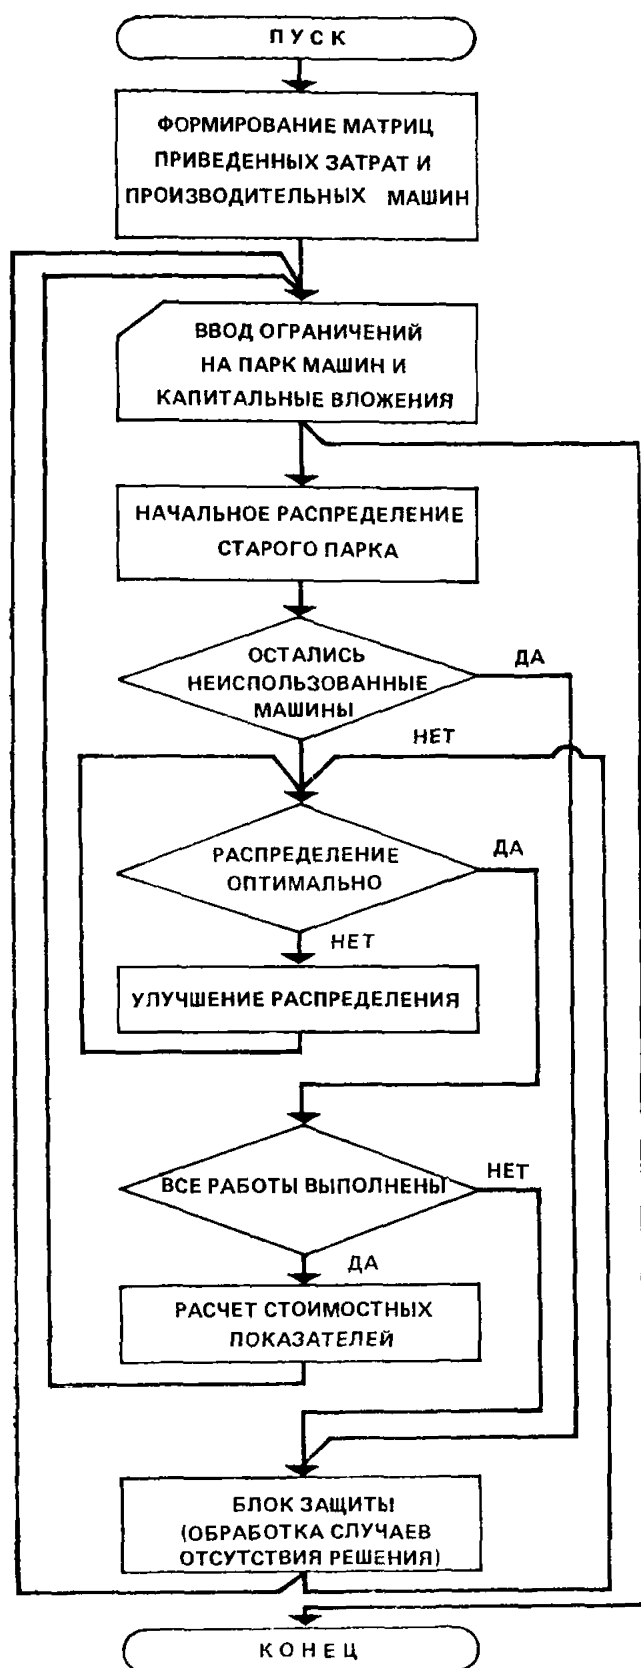 ПУСК
ФОРМИРОВАНИЕ МАТРИЦ
ПРИВЕДЕННЫХ ЗАТРАТ И
ПРОИЗВОДИТЕЛЬНЫХ МАШИН
ВВОД ОГРАНИЧЕНИЙ
НА ПАРК МАШИН И
КАПИТАЛЬНЫЕ ВЛОЖЕНИЯ
НАЧАЛЬНОЕ РАСПРЕДЕЛЕНИЕ
СТАРОГО ПАРКА
ОСТАЛИСЬ
НЕИСПОЛЬЗОВАННЫЕ
МАШИНЫ
ДА
НЕТ
РАСПРЕДЕЛЕНИЕ
ОПТИМАЛЬНО
ДА
НЕТ
УЛУЧШЕНИЕ РАСПРЕДЕЛЕНИЯ
ВСЕ РАБОТЫ ВЫПОЛНЕНЫ
НЕТ
ДА
РАСЧЕТ СТОИМОСТНЫХ
ПОКАЗАТЕЛЕЙ
БЛОК ЗАЩИТЫ
(ОБРАБОТКА СЛУЧАЕВ
ОТСУТСТВИЯ РЕШЕНИЯ)
КОНЕЦ